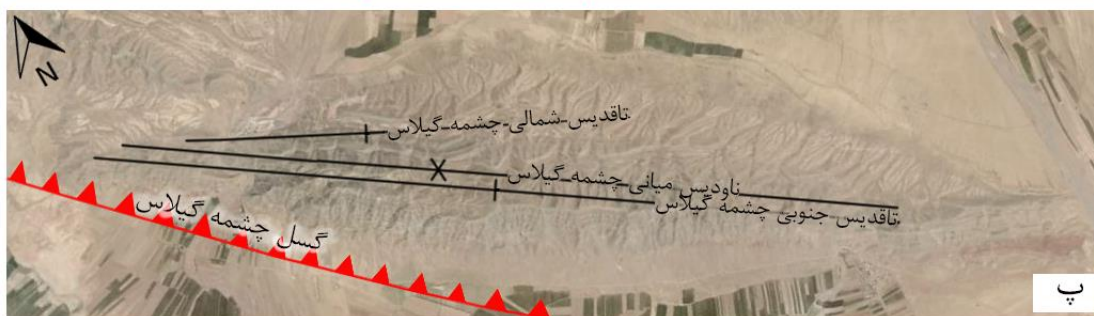 N
تاقدیس شمالی چشمه گیلاس
ناودیس میانی چشمه گیلاس
تاقدیس جنوبی چشمه گیلاس
گسل چشمه گیلاس
پ